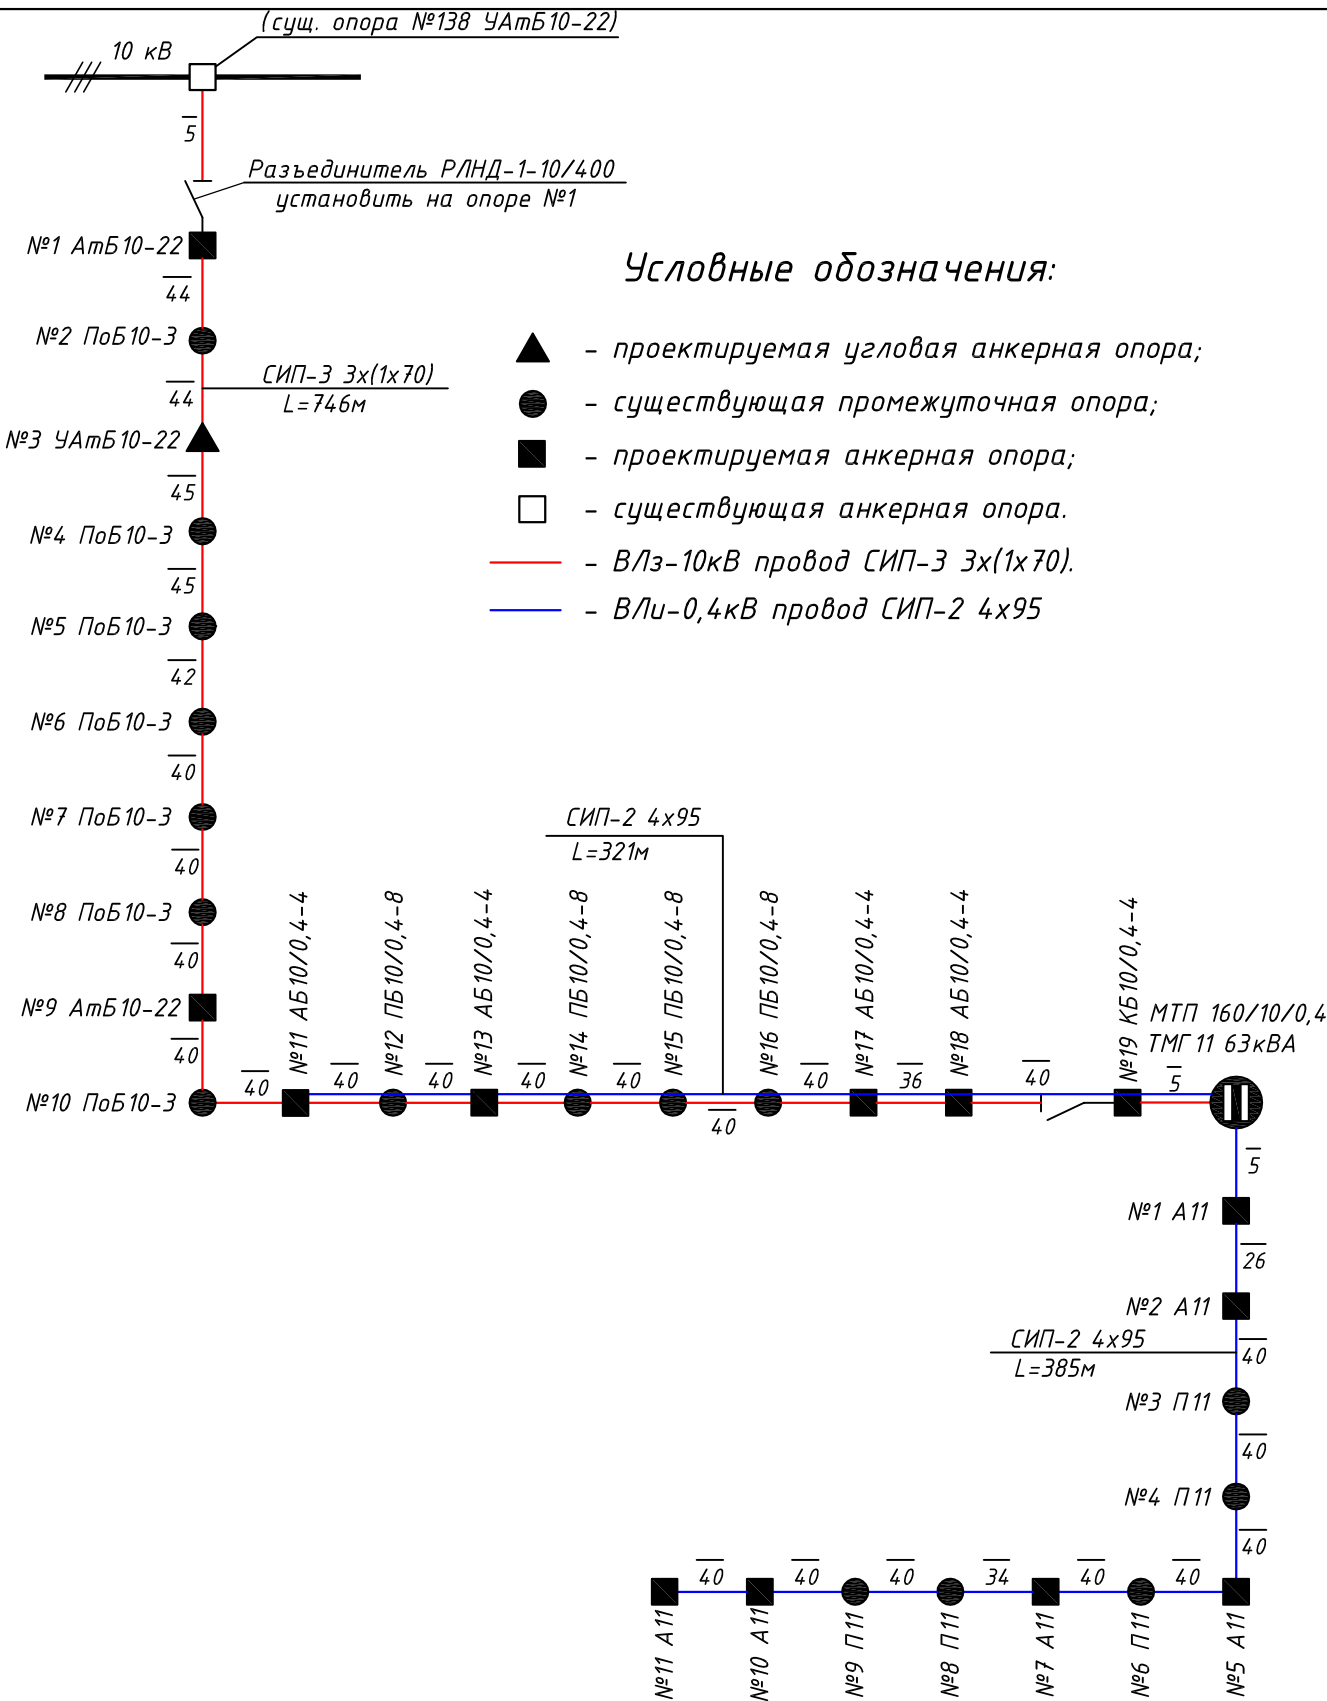 (сущ. опора №138 УАтБ10-22)
10 кВ
5
Разъединитель РЛНД-1-10/400
установить на опоре №1
№1 АтБ10-22
44
№2 ПоБ10-3
44
СИП-3 3х(1х70)
L=746м
№3 УАтБ10-22
45
№4 ПоБ10-3
45
№5 ПоБ10-3
42
№6 ПоБ10-3
40
№7 ПоБ10-3
40
№8 ПоБ10-3
40
№9 АтБ10-22
40
№10 ПоБ10-3
Условные обозначения:
- проектируемая угловая анкерная опора;
- существующая промежуточная опора;
- проектируемая анкерная опора;
- существующая анкерная опора.
- ВЛз-10кВ провод СИП-3 3х(1х70).
- ВЛи-0,4кВ провод СИП-2 4х95
СИП-2 4х95
L=321м
40
№11 АБ10/0,4-4
40
№12 ПБ10/0,4-8
40
№13 АБ10/0,4-4
40
№14 ПБ10/0,4-8
40
№15 ПБ10/0,4-8
40
№16 ПБ10/0,4-8
40
№17 АБ10/0,4-4
36
№18 АБ10/0,4-4
40
№19 КБ10/0,4-4
5
МТП 160/10/0,4
ТМГ 11 63кВА
5
№1 А11
26
№2 А11
СИП-2 4х95
L=385м
40
№3 П11
40
№4 П11
40
№5 А11
40
№6 П11
40
№7 А11
34
№8 П11
40
№9 П11
40
№10 А11
40
№11 А11